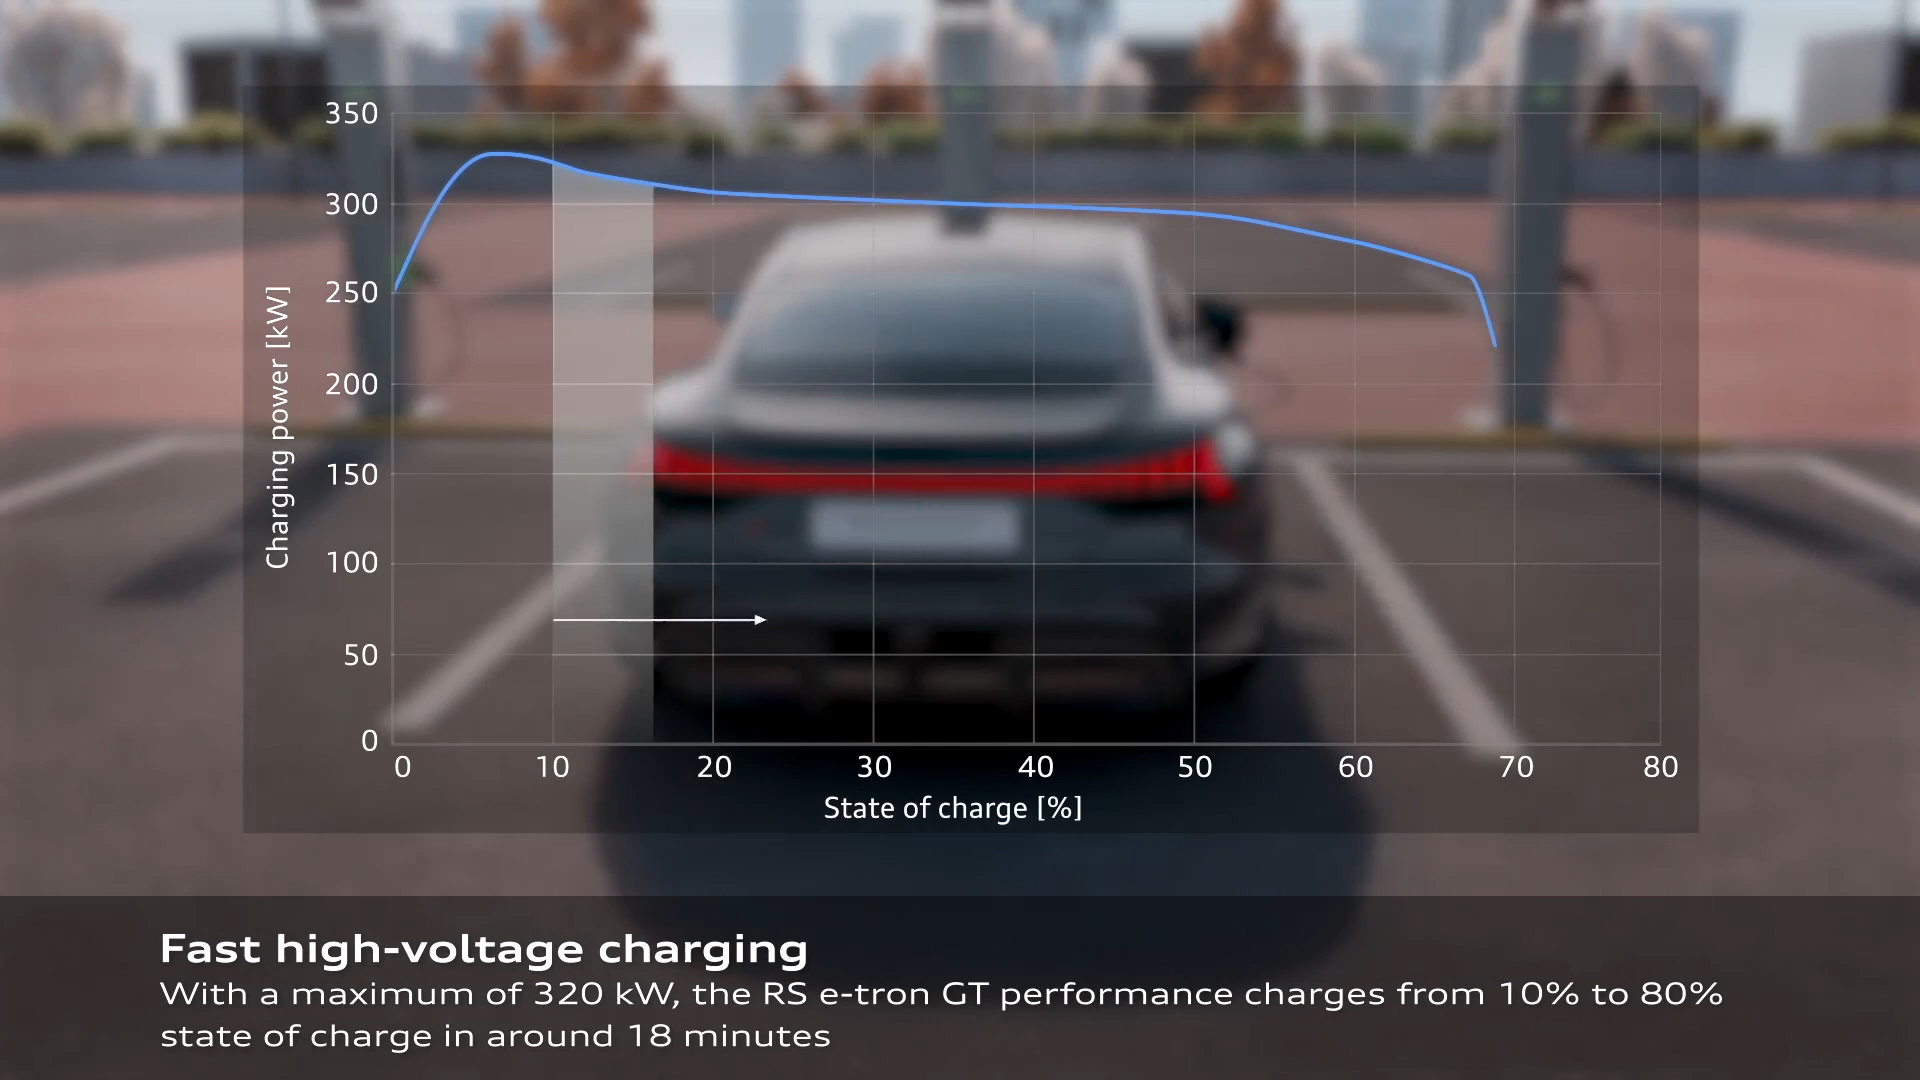 350
300
250
200
150
100
50
0
Charging power [kW]
0 10 20 30 40 50 60 70 80
State of charge [%]
Fast high-voltage charging
With a maximum of 320 kW, the RS e-tron GT performance charges from 10% to 80%
state of charge in around 18 minutes